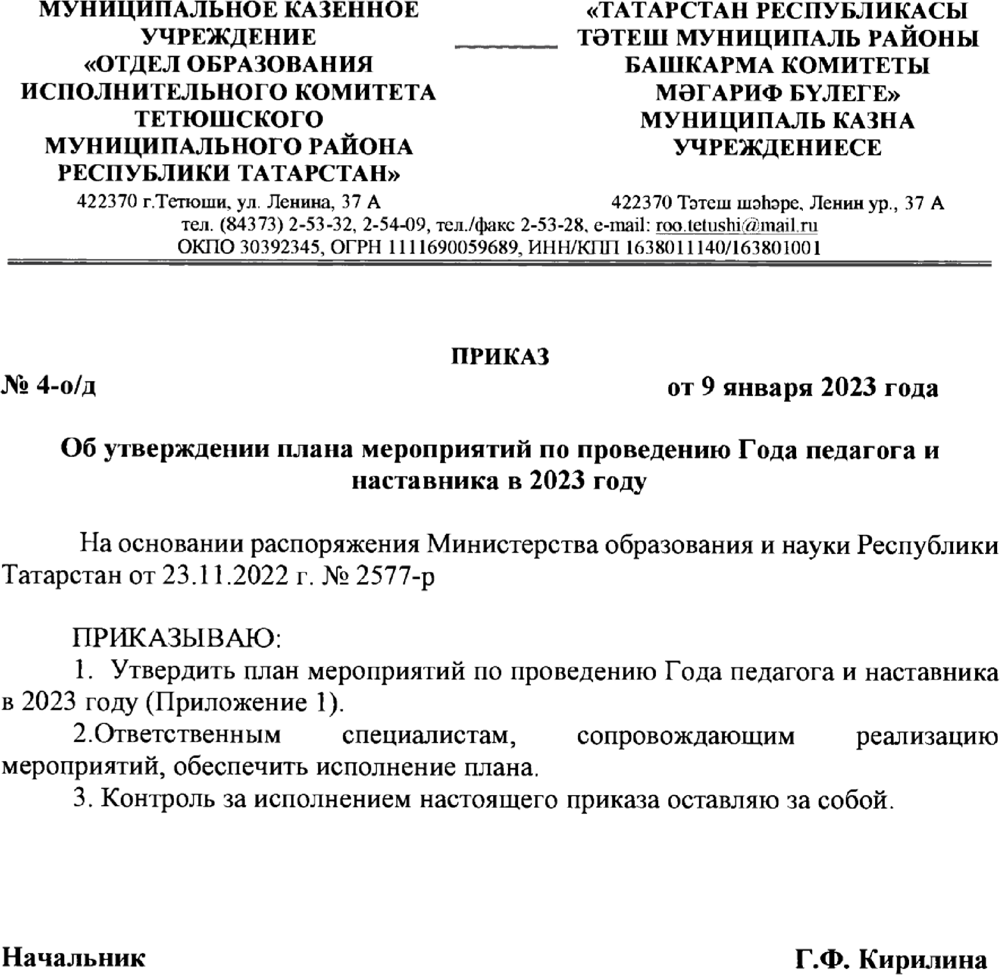 МУНИЦИПАЛЬНОЕ КАЗЕННОЕ
УЧРЕЖДЕНИЕ
«ОТДЕЛ ОБРАЗОВАНИЯ
ИСПОЛНИТЕЛЬНОГО КОМИТЕТА
ТЕТЮШСКОГО
МУНИЦИПАЛЬНОГО РАЙОНА
РЕСПУБЛИКИ ТАТАРСТАН»
422370 г.Тетюши, ул. Ленина, 37 А
«ТАТАРСТАН РЕСПУБЛИКАСЫ
ТӘТЕШ МУНИЦИПАЛЬ РАЙОНЫ
БАШКАРМА КОМИТЕТЫ
МӘГАРИФ БҮЛЕГЕ»
МУНИЦИПАЛЬ КАЗНА
УЧРЕЖДЕНИЕСЕ
422370 Тәтеш шәһәре, Ленин ур., 37 А
тел. (84373) 2-53-32, 2-54-09, тел./факс 2-53-28, e-mail: roo.tetushi@mail.ru
ОКПО 30392345, ОГРН 1111690059689, ИНН/КПП 1638011140/163801001
ПРИКАЗ
№ 4-о/д от 9 января 2023 года
Об утверждении плана мероприятий по проведению Года педагога и
наставника в 2023 году
На основании распоряжения Министерства образования и науки Республики
Татарстан от 23.11.2022 г. № 2577-р
ПРИКАЗЫВАЮ:
1. Утвердить план мероприятий по проведению Года педагога и наставника
в 2023 году (Приложение 1).
2.Ответственным специалистам, сопровождающим реализацию
мероприятий, обеспечить исполнение плана.
3. Контроль за исполнением настоящего приказа оставляю за собой.
Начальник Г.Ф. Кирилина